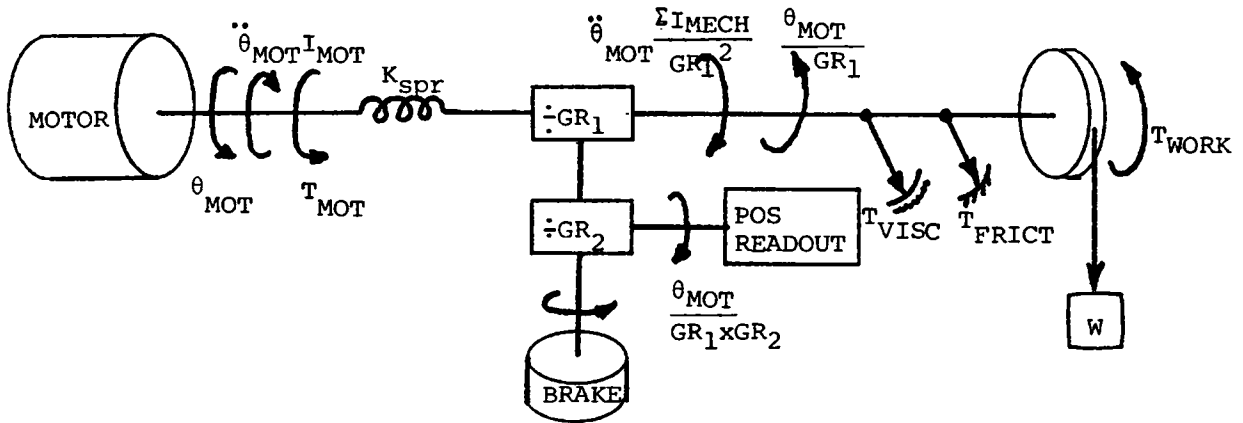 MOTOR
θ̈MOT IMOT
θMOT
TMOT
Kspr
÷GR1
θ̈MOT ΣIMECH
GR1²
θMOT
GR1
TWORK
÷GR2
POS
READOUT
TVISC
TFRICT
θMOT
GR1xGR2
W
BRAKE